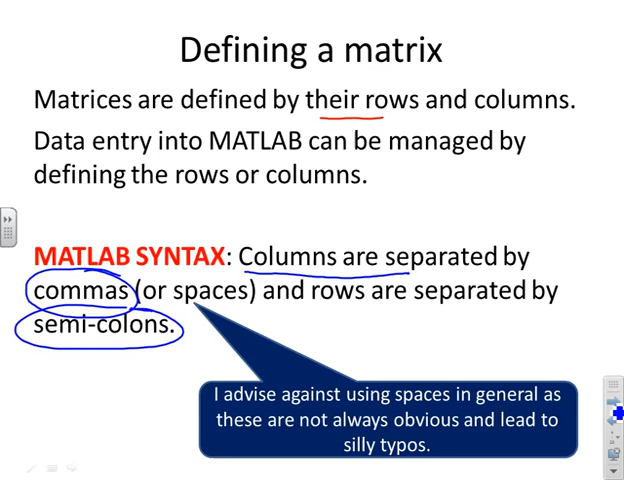 Defining a matrix
Matrices are defined by their rows and columns.
Data entry into MATLAB can be managed by
defining the rows or columns.
MATLAB SYNTAX: Columns are separated by
commas (or spaces) and rows are separated by
semi-colons.
I advise against using spaces in general as
these are not always obvious and lead to
silly typos.